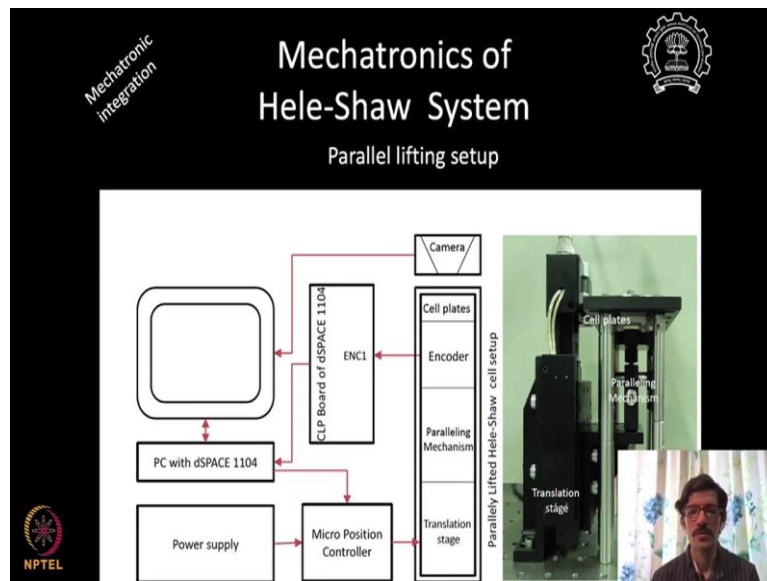 Mechatronic
integration
Mechatronics of
Hele-Shaw System
Parallel lifting setup
Camera
CLP Board of dSPACE 1104
ENC1
Cell plates
Encoder
Paralleling
Mechanism
Translation
stage
Parallely Lifted Hele-Shaw cell setup
PC with dSPACE 1104
Power supply
Micro Position
Controller
Cell plates
Paraleling
Mechanism
Translation
stage
NPTEL